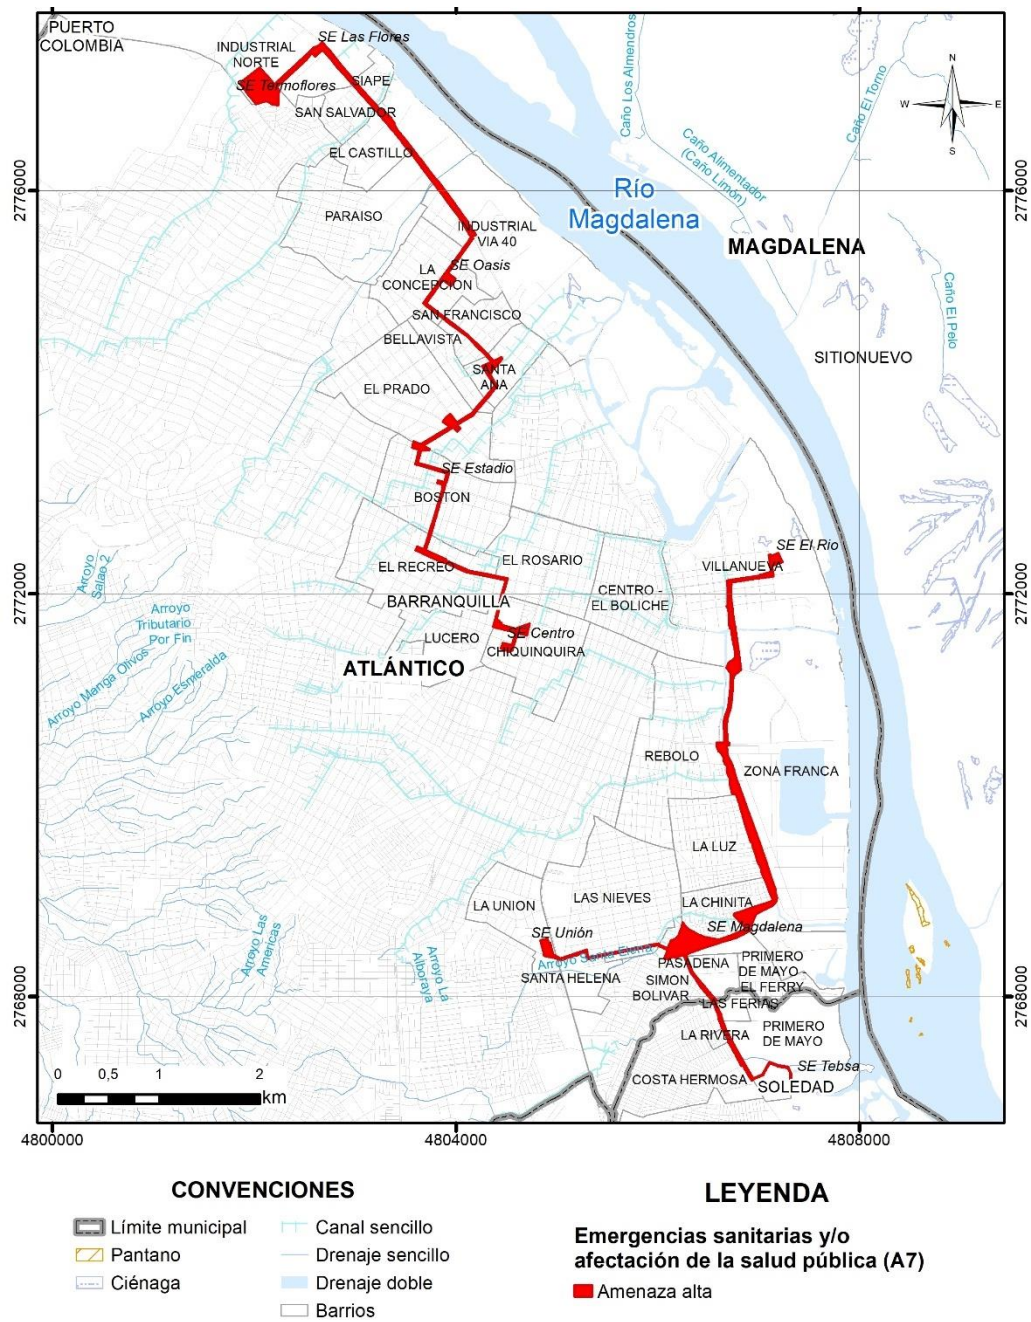 PUERTO
COLOMBIA
INDUSTRIAL
NORTE
SE Las Flores
SE Termoflores
SIAPE
SAN SALVADOR
EL CASTILLO
PARAISO
INDUSTRIAL
VIA 40
SE Oasis
LA
CONCEPCIÓN
SAN FRANCISCO
BELLAVISTA
SANTA
ANA
EL PRADO
SE Estadio
BOSTON
EL RECREO
EL ROSARIO
BARRANQUILLA
CENTRO -
EL BOLICHE
LUCERO
SE Centro
CHIQUINQUIRA
ATLÁNTICO
SE El Rio
VILLANUEVA
REBOLO
ZONA FRANCA
LA LUZ
LA UNION
LAS NIEVES
LA CHINITA
SE Unión
SE Magdalena
Arroyo Santa Elena
SANTA HELENA
PASADENA
SIMON
BOLIVAR
PRIMERO
DE MAYO
EL FERRY
LAS FERIAS
LA RIVERA
PRIMERO
DE MAYO
COSTA HERMOSA
SE Tebsa
SOLEDAD
Río
Magdalena
MAGDALENA
SITIONUEVO
Caño Los Almendros
Caño Alimentador
(Caño Limón)
Caño El Torno
Caño El Pelo
Arroyo
Salao 2
Arroyo
Tributario
Por Fin
Arroyo Manga Olivos
Arroyo Esmeralda
Arroyo Las
Americas
Arroyo La
Alboraya
N
W
E
S
2776000
2772000
2768000
2776000
2772000
2768000
0 0,5 1 2
km
4800000
4804000
4808000
CONVENCIONES
Límite municipal
Pantano
Ciénaga
Canal sencillo
Drenaje sencillo
Drenaje doble
Barrios
LEYENDA
Emergencias sanitarias y/o
afectación de la salud pública (A7)
Amenaza alta